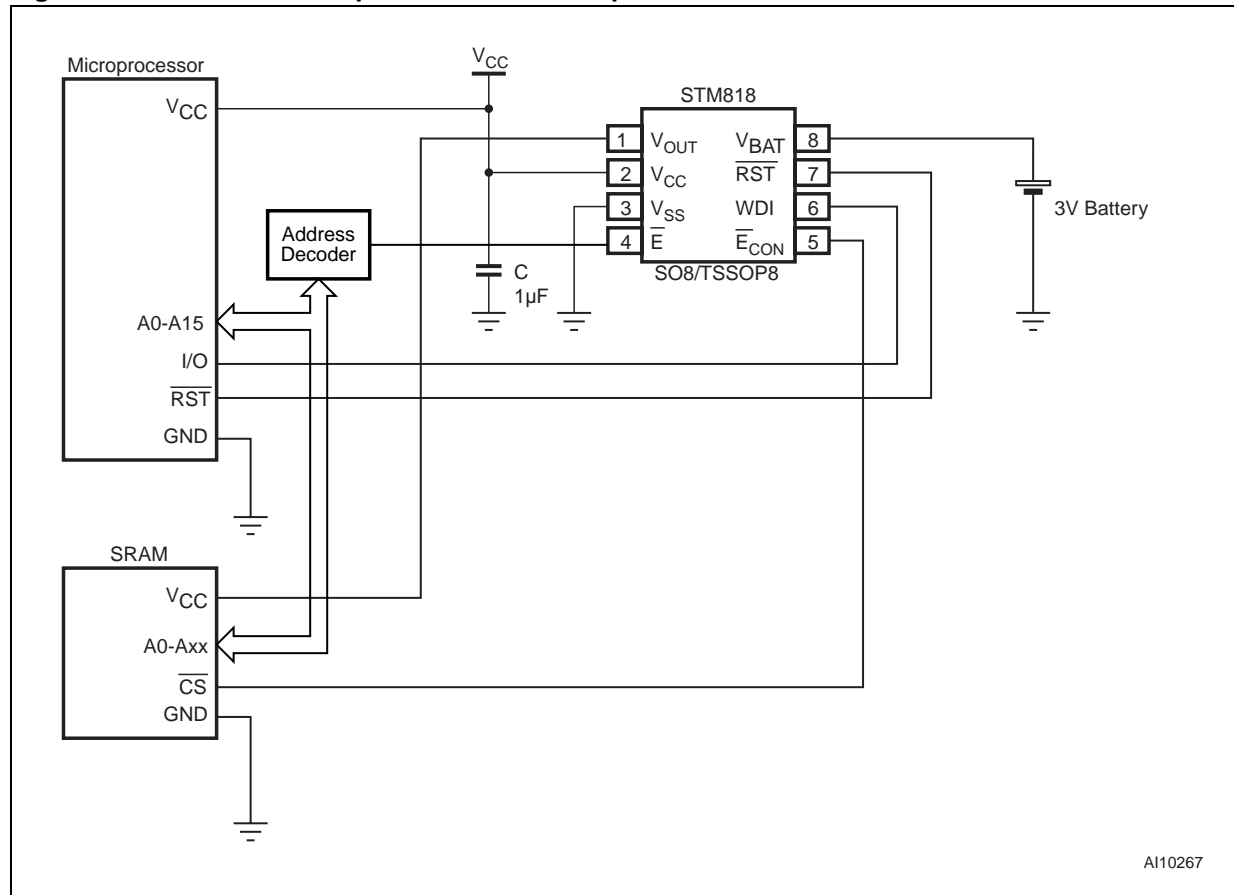 Microprocessor
VCC
VCC
A0-A15
I/O
RST
GND
Address
Decoder
C
1µF
STM818
1 VOUT VBAT 8
2 VCC RST 7
3 VSS WDI 6
4 E ECON 5
SO8/TSSOP8
3V Battery
SRAM
VCC
A0-Axx
CS
GND
AI10267